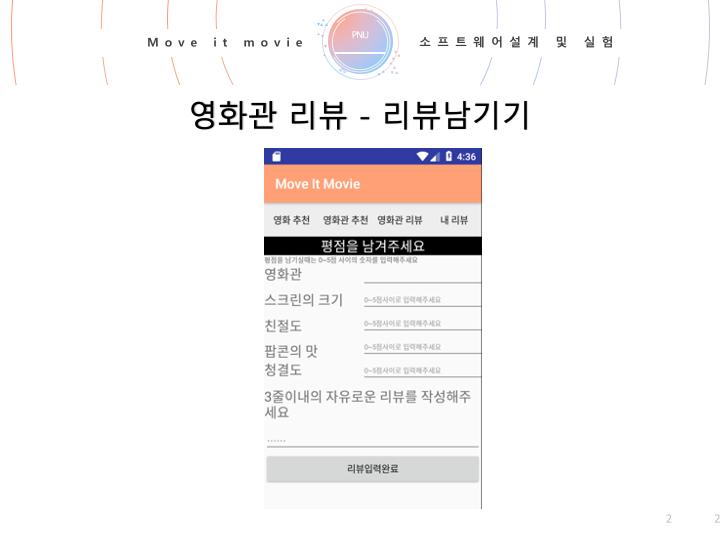 Move it movie
PNU
소프트웨어설계 및 실험
영화관 리뷰 - 리뷰남기기
4:36
Move It Movie
영화 추천 영화관 추천 영화관 리뷰 내 리뷰
평점을 남겨주세요
평점을 남기실때는 0~5점 사이의 숫자를 입력해주세요
영화관
스크린의 크기 0~5점사이로 입력해주세요
친절도 0~5점사이로 입력해주세요
팝콘의 맛 0~5점사이로 입력해주세요
청결도 0~5점사이로 입력해주세요
3줄이내의 자유로운 리뷰를 작성해주
세요
......
리뷰입력완료
2 2